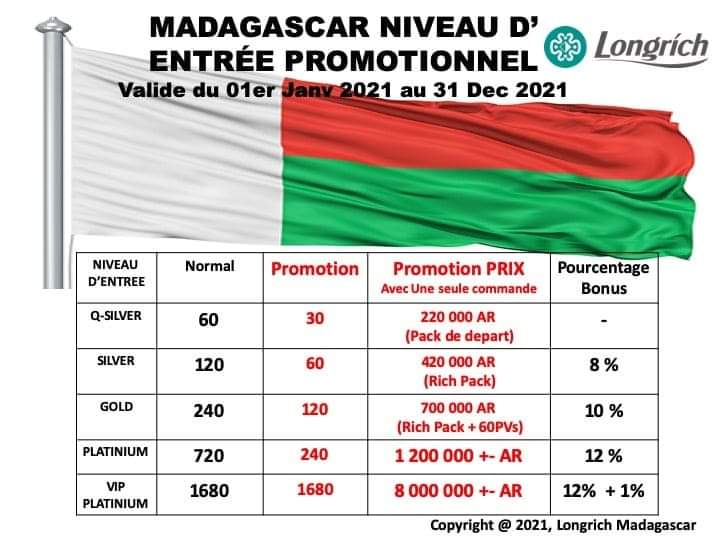 MADAGASCAR NIVEAU D’
ENTRÉE PROMOTIONNEL
Longrich
Valide du 01er Janv 2021 au 31 Dec 2021
NIVEAU D’ENTREE Normal Promotion Promotion PRIX Avec Une seule commande Pourcentage Bonus
Q-SILVER 60 30 220 000 AR (Pack de depart) -
SILVER 120 60 420 000 AR (Rich Pack) 8 %
GOLD 240 120 700 000 AR (Rich Pack + 60PVs) 10 %
PLATINIUM 720 240 1 200 000 +- AR 12 %
VIP PLATINIUM 1680 1680 8 000 000 +- AR 12% + 1%
Copyright @ 2021, Longrich Madagascar